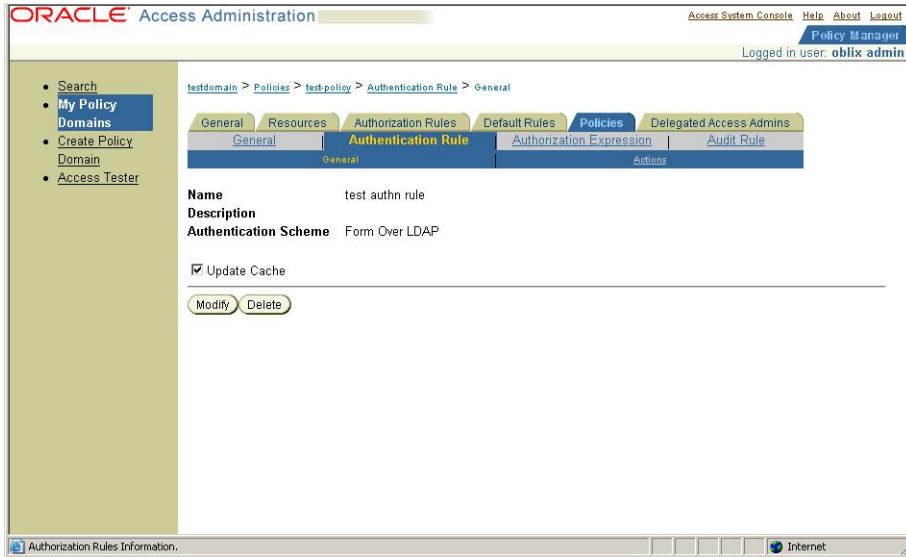 ORACLE Access Administration
Access System Console Help About Logout
Policy Manager
Logged in user: oblix admin
Search
My Policy
Domains
Create Policy
Domain
Access Tester
testdomain > Policies > test-policy > Authentication Rule > General
General Resources Authorization Rules Default Rules Policies Delegated Access Admins
General Authentication Rule Authorization Expression Audit Rule
General Actions
Name test authn rule
Description
Authentication Scheme Form Over LDAP
Update Cache
Modify Delete
Authorization Rules Information.
Internet